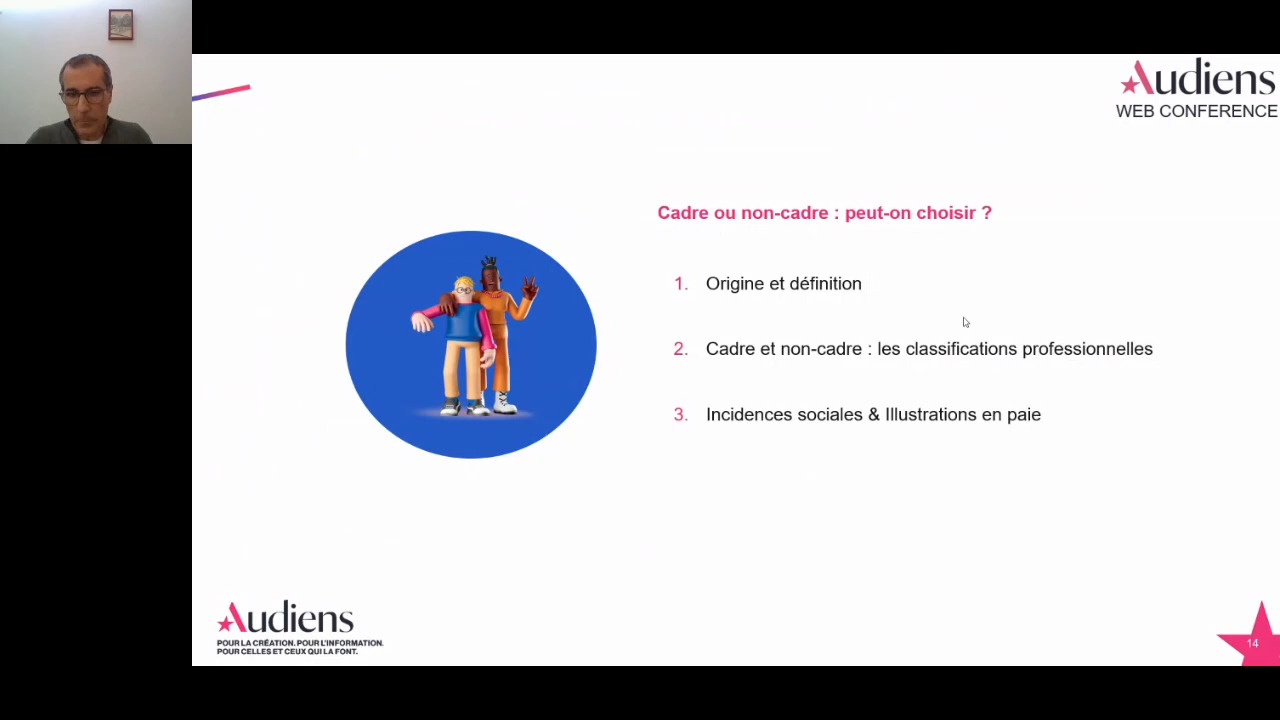 Audiens
WEB CONFERENCE
Cadre ou non-cadre : peut-on choisir ?
1. Origine et définition
2. Cadre et non-cadre : les classifications professionnelles
3. Incidences sociales & Illustrations en paie
Audiens
POUR LA CRÉATION. POUR L'INFORMATION.
POUR CELLES ET CEUX QUI LA FONT.
14